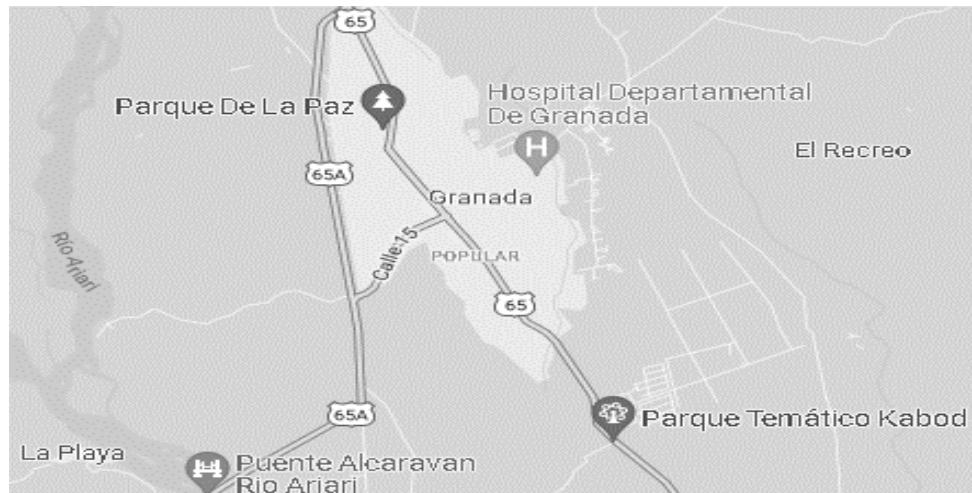 65
Parque De La Paz
Hospital Departamental
De Granada
El Recreo
65A
Granada
Río Ariari
Calle 15
POPULAR
65
65A
Parque Temático Kabod
La Playa
Puente Alcaravan
Rio Ariari